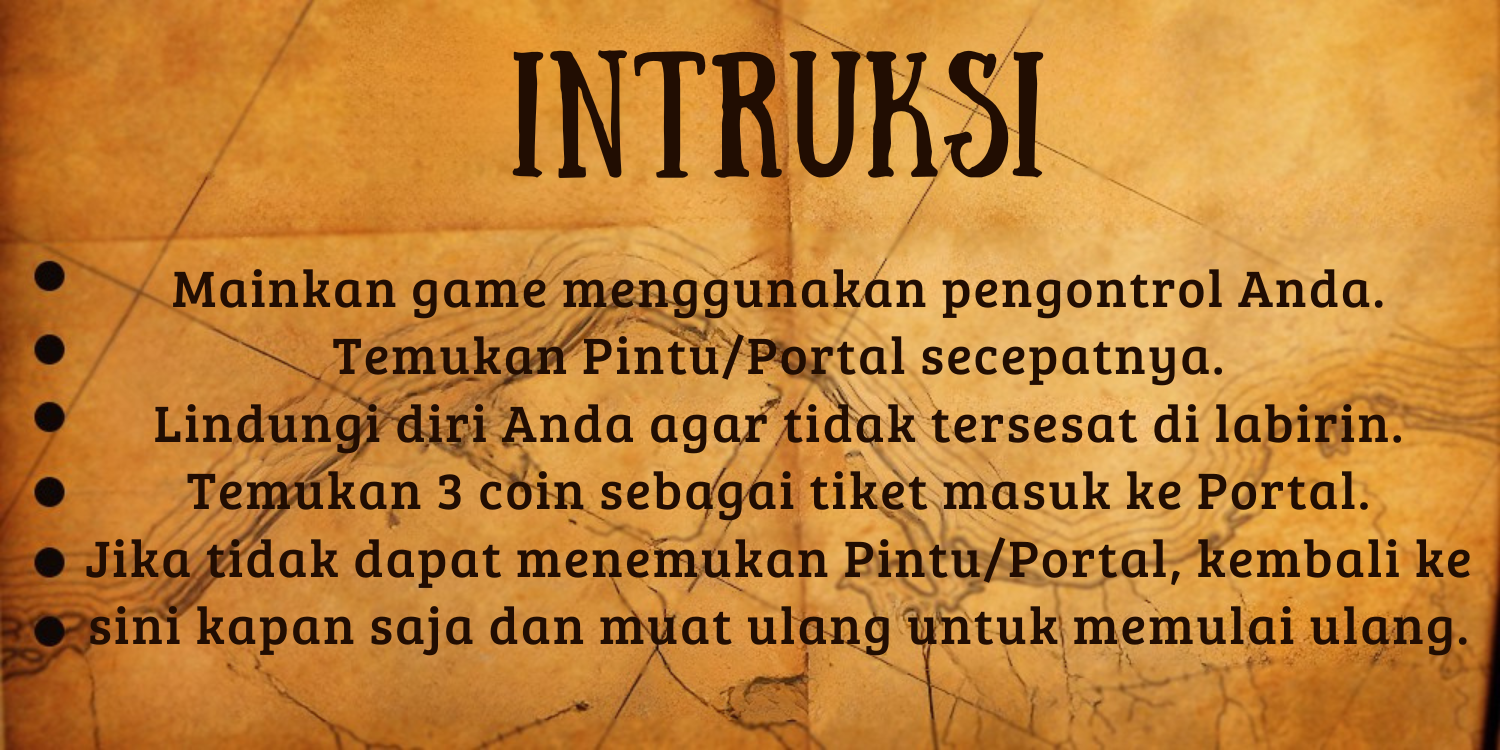 INTRUKSI
• Mainkan game menggunakan pengontrol Anda.
• Temukan Pintu/Portal secepatnya.
• Lindungi diri Anda agar tidak tersesat di labirin.
• Temukan 3 coin sebagai tiket masuk ke Portal.
• Jika tidak dapat menemukan Pintu/Portal, kembali ke
• sini kapan saja dan muat ulang untuk memulai ulang.